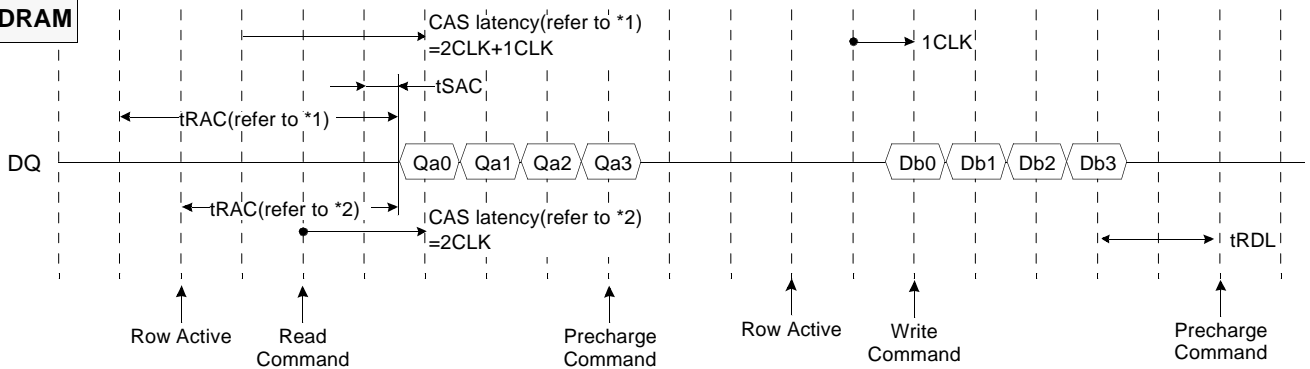 DRAM
CAS latency(refer to *1)
=2CLK+1CLK
1CLK
tSAC
tRAC(refer to *1)
DQ
Qa0 Qa1 Qa2 Qa3
Db0 Db1 Db2 Db3
tRAC(refer to *2)
CAS latency(refer to *2)
=2CLK
tRDL
Row Active
Read
Command
Precharge
Command
Row Active
Write
Command
Precharge
Command